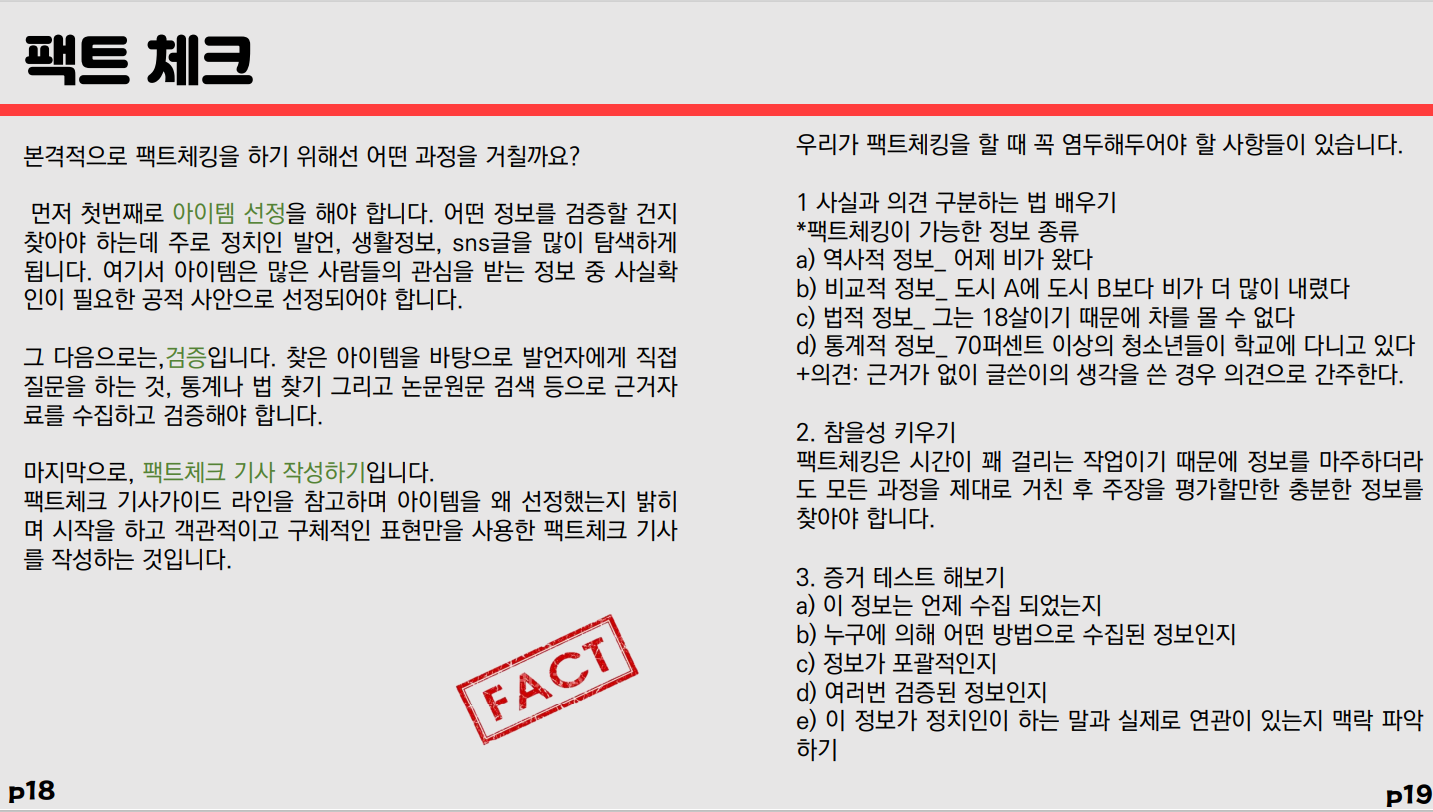 팩트 체크
본격적으로 팩트체킹을 하기 위해선 어떤 과정을 거칠까요?
먼저 첫번째로 아이템 선정을 해야 합니다. 어떤 정보를 검증할 건지
찾아야 하는데 주로 정치인 발언, 생활정보, sns글을 많이 탐색하게
됩니다. 여기서 아이템은 많은 사람들의 관심을 받는 정보 중 사실확
인이 필요한 공적 사안으로 선정되어야 합니다.
그 다음으로는,검증입니다. 찾은 아이템을 바탕으로 발언자에게 직접
질문을 하는 것, 통계나 법 찾기 그리고 논문원문 검색 등으로 근거자
료를 수집하고 검증해야 합니다.
마지막으로, 팩트체크 기사 작성하기입니다.
팩트체크 기사가이드 라인을 참고하며 아이템을 왜 선정했는지 밝히
며 시작을 하고 객관적이고 구체적인 표현만을 사용한 팩트체크 기사
를 작성하는 것입니다.
FACT
p18
우리가 팩트체킹을 할 때 꼭 염두해두어야 할 사항들이 있습니다.
1 사실과 의견 구분하는 법 배우기
*팩트체킹이 가능한 정보 종류
a) 역사적 정보_ 어제 비가 왔다
b) 비교적 정보_ 도시 A에 도시 B보다 비가 더 많이 내렸다
c) 법적 정보_ 그는 18살이기 때문에 차를 몰 수 없다
d) 통계적 정보_ 70퍼센트 이상의 청소년들이 학교에 다니고 있다
+의견: 근거가 없이 글쓴이의 생각을 쓴 경우 의견으로 간주한다.
2. 참을성 키우기
팩트체킹은 시간이 꽤 걸리는 작업이기 때문에 정보를 마주하더라
도 모든 과정을 제대로 거친 후 주장을 평가할만한 충분한 정보를
찾아야 합니다.
3. 증거 테스트 해보기
a) 이 정보는 언제 수집 되었는지
b) 누구에 의해 어떤 방법으로 수집된 정보인지
c) 정보가 포괄적인지
d) 여러번 검증된 정보인지
e) 이 정보가 정치인이 하는 말과 실제로 연관이 있는지 맥락 파악
하기
p19